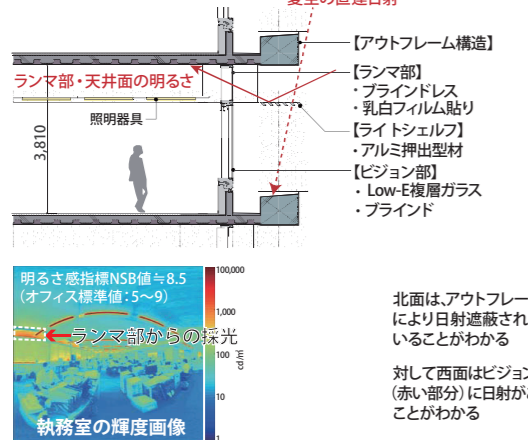 夏至の直達日射
【アウトフレーム構造】
【ランマ部】
・ブラインドレス
・乳白フィルム貼り
【ライトシェルフ】
・アルミ押出型材
【ビジョン部】
・Low-E複層ガラス
・ブラインド
ランマ部・天井面の明るさ
照明器具
3,810
明るさ感指標NSB値≒8.5
（オフィス標準値：5～9）
ランマ部からの採光
執務室の輝度画像
100,000
1,000
100
10
1
cd/㎡
北面は、アウトフレー
により日射遮蔽され
いることがわかる
対して西面はビジョン
（赤い部分）に日射が
ことがわかる